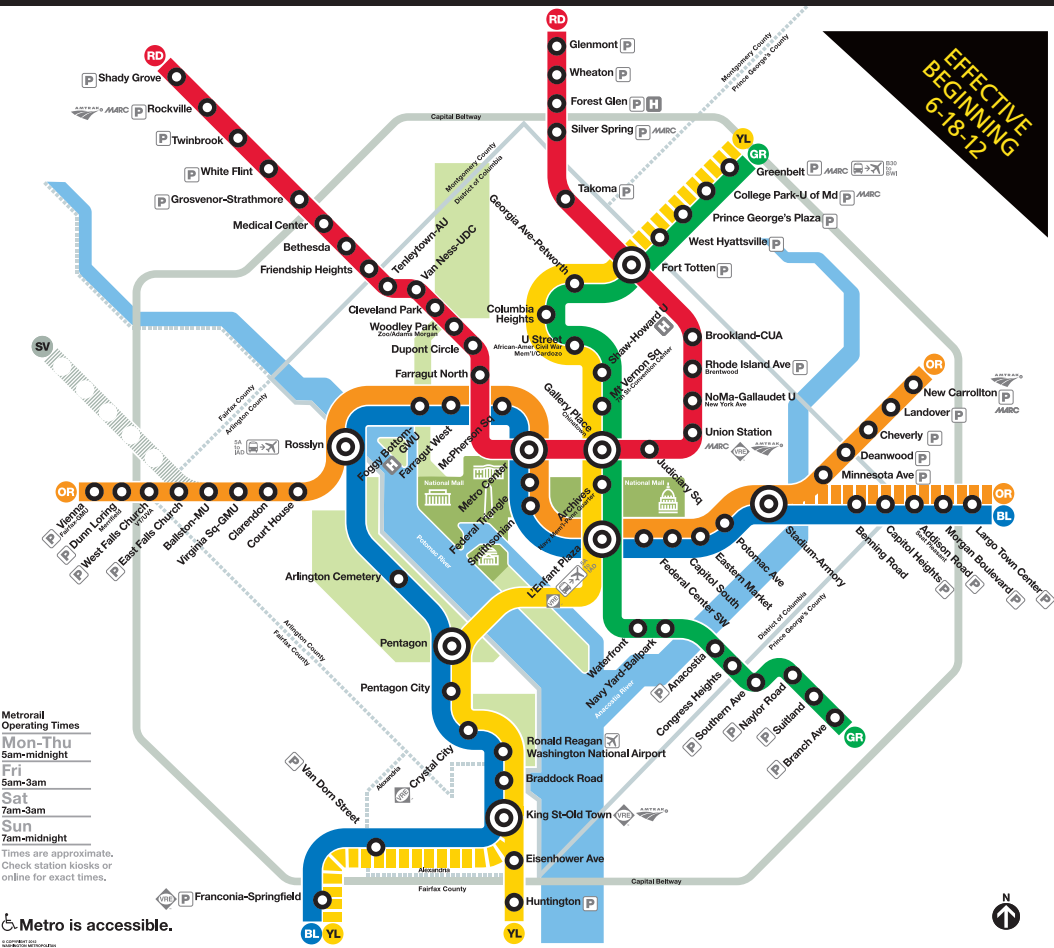 RD
RD
EFFECTIVE
BEGINNING
6-18-12
Glenmont P
Wheaton P
Forest Glen P H
Silver Spring P MARC
Takoma P
Montgomery County
Prince George's County
Capital Beltway
Montgomery County
District of Columbia
P Shady Grove
AMTRAK MARC P Rockville
P Twinbrook
P White Flint
P Grosvenor-Strathmore
Medical Center
Bethesda
Friendship Heights
Tenleytown-AU
Van Ness-UDC
Cleveland Park
Woodley Park
Zoo/Adams Morgan
Dupont Circle
Farragut North
YL
GR
Greenbelt P MARC B30
to
BWI
College Park-U of Md P MARC
Prince George's Plaza P
West Hyattsville P
Fort Totten P
Georgia Ave-Petworth
Columbia
Heights
U Street
African-Amer Civil War
Mem'l/Cardozo
Shaw-Howard U
H
Mt Vernon Sq
7th St-Convention Center
Gallery Place
Chinatown
Brookland-CUA
Rhode Island Ave P
Brentwood
NoMa-Gallaudet U
New York Ave
Union Station
MARC VRE AMTRAK
Judiciary Sq
OR
New Carrollton P
AMTRAK
MARC
Landover P
Cheverly P
Deanwood P
Minnesota Ave P
SV
Fairfax County
Arlington County
5A
to
IAD
Rosslyn
Foggy Bottom-
GWU
H
Farragut West
McPherson Sq
Metro Center
Federal Triangle
Smithsonian
National Mall
National Mall
Archives
Navy Mem'l-Penn Quarter
L'Enfant Plaza
VRE
5A
to
IAD
OR
Vienna
Fairfax-GMU
P
Dunn Loring
Merrifield
P
West Falls Church
VT/UVA
P
East Falls Church
P
Ballston-MU
Virginia Sq-GMU
Clarendon
Court House
Potomac River
Arlington Cemetery
Pentagon
Pentagon City
Crystal City
VRE
Arlington County
Fairfax County
Federal Center SW
Capitol South
Eastern Market
Potomac Ave
Stadium-Armory
OR
BL
Benning Road
Capitol Heights P
Addison Road P
Seat Pleasant
Morgan Boulevard P
Largo Town Center P
District of Columbia
Prince George's County
Waterfront
Navy Yard-Ballpark
Anacostia River
P Anacostia
Congress Heights
P Southern Ave
P Naylor Road
P Suitland
P Branch Ave
GR
Ronald Reagan
Washington National Airport
Braddock Road
King St-Old Town VRE AMTRAK
Eisenhower Ave
Huntington P
P Van Dorn Street
Alexandria
Alexandria
Fairfax County
Capital Beltway
VRE P Franconia-Springfield
BL
YL
YL
Metrorail
Operating Times
Mon-Thu
5am-midnight
Fri
5am-3am
Sat
7am-3am
Sun
7am-midnight
Times are approximate.
Check station kiosks or
online for exact times.
Metro is accessible.
© COPYRIGHT 2012
WASHINGTON METROPOLITAN
N